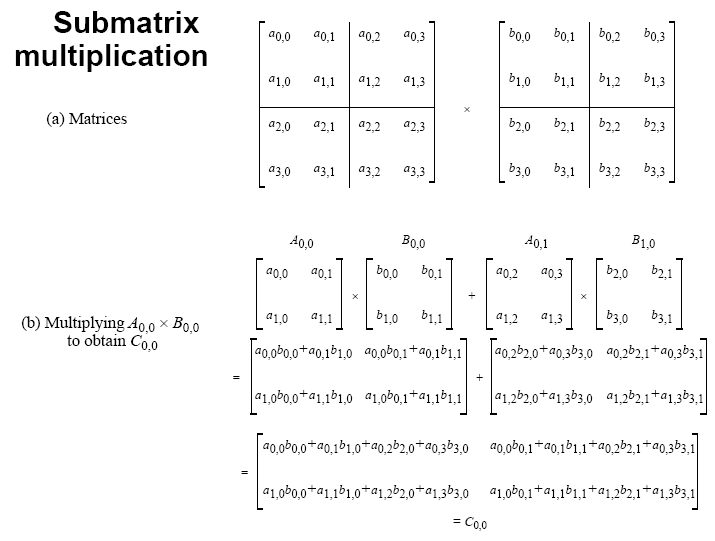 Submatrix
multiplication
(a) Matrices
a0,0 a0,1 a0,2 a0,3 b0,0 b0,1 b0,2 b0,3
a1,0 a1,1 a1,2 a1,3 b1,0 b1,1 b1,2 b1,3
×
a2,0 a2,1 a2,2 a2,3 b2,0 b2,1 b2,2 b2,3
a3,0 a3,1 a3,2 a3,3 b3,0 b3,1 b3,2 b3,3
(b) Multiplying A0,0 × B0,0
to obtain C0,0
A0,0 B0,0 A0,1 B1,0
a0,0 a0,1 b0,0 b0,1 a0,2 a0,3 b2,0 b2,1
× + ×
a1,0 a1,1 b1,0 b1,1 a1,2 a1,3 b3,0 b3,1
a0,0b0,0+a0,1b1,0 a0,0b0,1+a0,1b1,1 a0,2b2,0+a0,3b3,0 a0,2b2,1+a0,3b3,1
= +
a1,0b0,0+a1,1b1,0 a1,0b0,1+a1,1b1,1 a1,2b2,0+a1,3b3,0 a1,2b2,1+a1,3b3,1
a0,0b0,0+a0,1b1,0+a0,2b2,0+a0,3b3,0 a0,0b0,1+a0,1b1,1+a0,2b2,1+a0,3b3,1
=
a1,0b0,0+a1,1b1,0+a1,2b2,0+a1,3b3,0 a1,0b0,1+a1,1b1,1+a1,2b2,1+a1,3b3,1
= C0,0